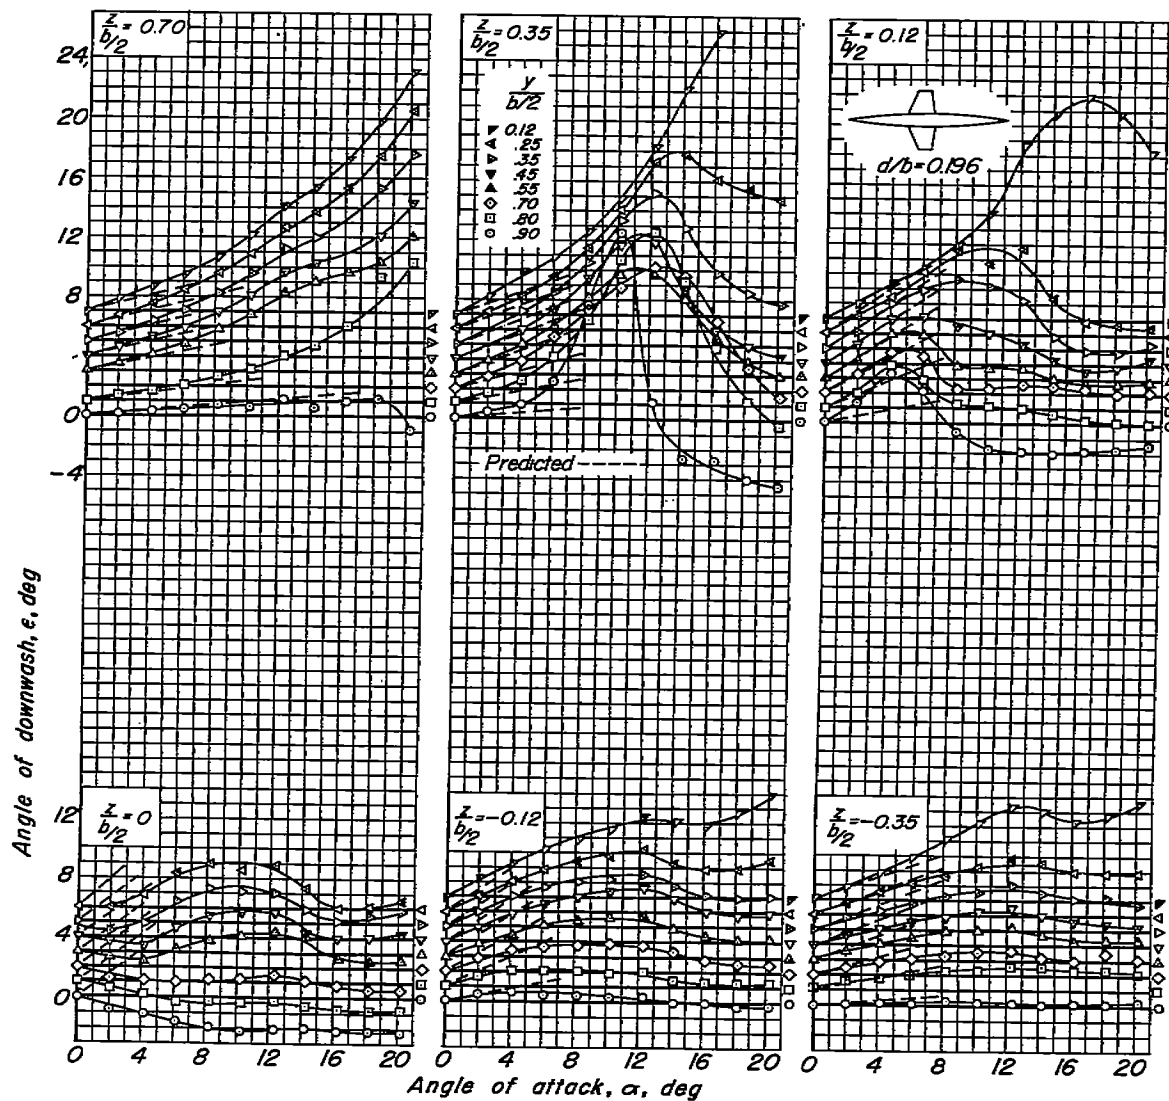 z/b/2 = 0.70
z/b/2 = 0.35
z/b/2 = 0.12
24
20
16
12
8
4
0
-4
y
b/2
0.12
.25
.35
.45
.55
.70
.80
.90
d/b=0.196
Predicted
Angle of downwash, ϵ, deg
z/b/2 = 0
z/b/2 = -0.12
z/b/2 = -0.35
12
8
4
0
0 4 8 12 16 20
0 4 8 12 16 20
0 4 8 12 16 20
Angle of attack, α, deg